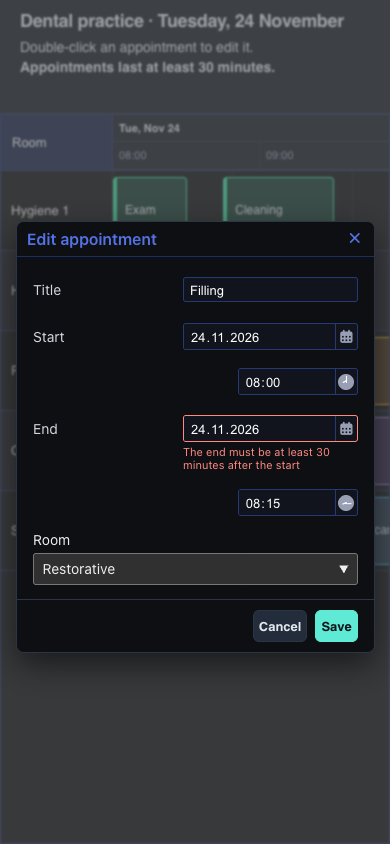 Dental practice · Tuesday, 24 November
Double-click an appointment to edit it.
Appointments last at least 30 minutes.
Room
Tue, Nov 24
08:00
09:00
Hygiene 1
Exam
Cleaning
Edit appointment
Title
Filling
Start
24.11.2026
08:00
End
24.11.2026
The end must be at least 30
minutes after the start
08:15
Room
Restorative
Cancel
Save